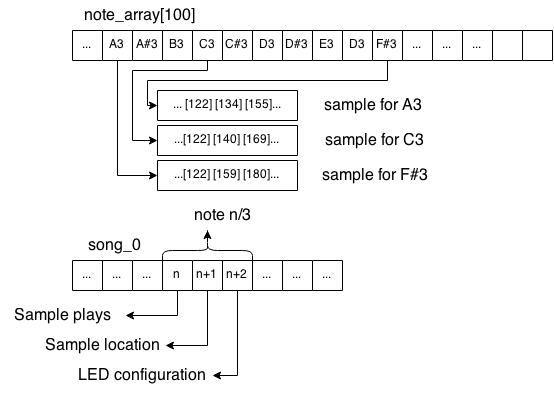 note_array[100]
... A3 A#3 B3 C3 C#3 D3 D#3 E3 D3 F#3 ... ... ...
... [122] [134] [155]... sample for A3
...[122] [140] [169]... sample for C3
...[122] [159] [180]... sample for F#3
note n/3
song_0
... ... ... n n+1 n+2 ... ... ...
Sample plays
Sample location
LED configuration